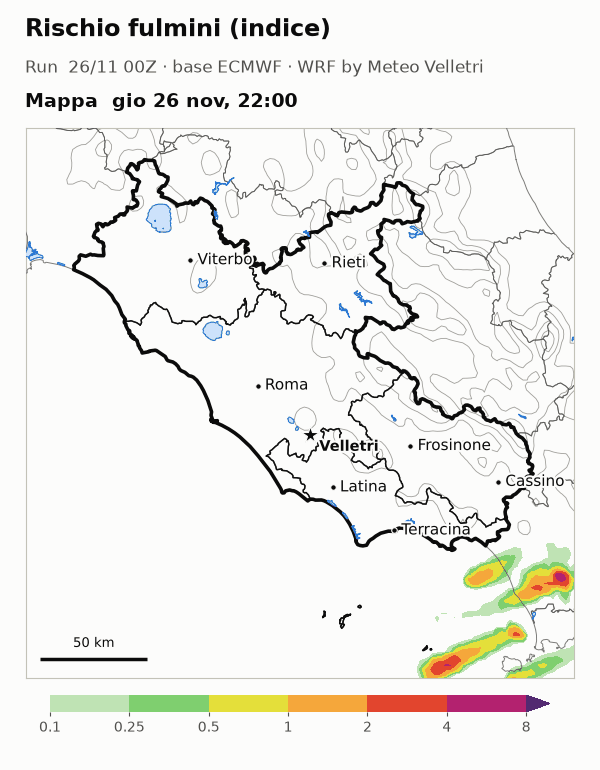 Rischio fulmini (indice)
Run  26/11 00Z · base ECMWF · WRF by Meteo Velletri
Mappa  gio 26 nov, 22:00
Viterbo
Rieti
Roma
Velletri
Frosinone
Latina
Cassino
Terracina
50 km
0.1 0.25 0.5 1 2 4 8